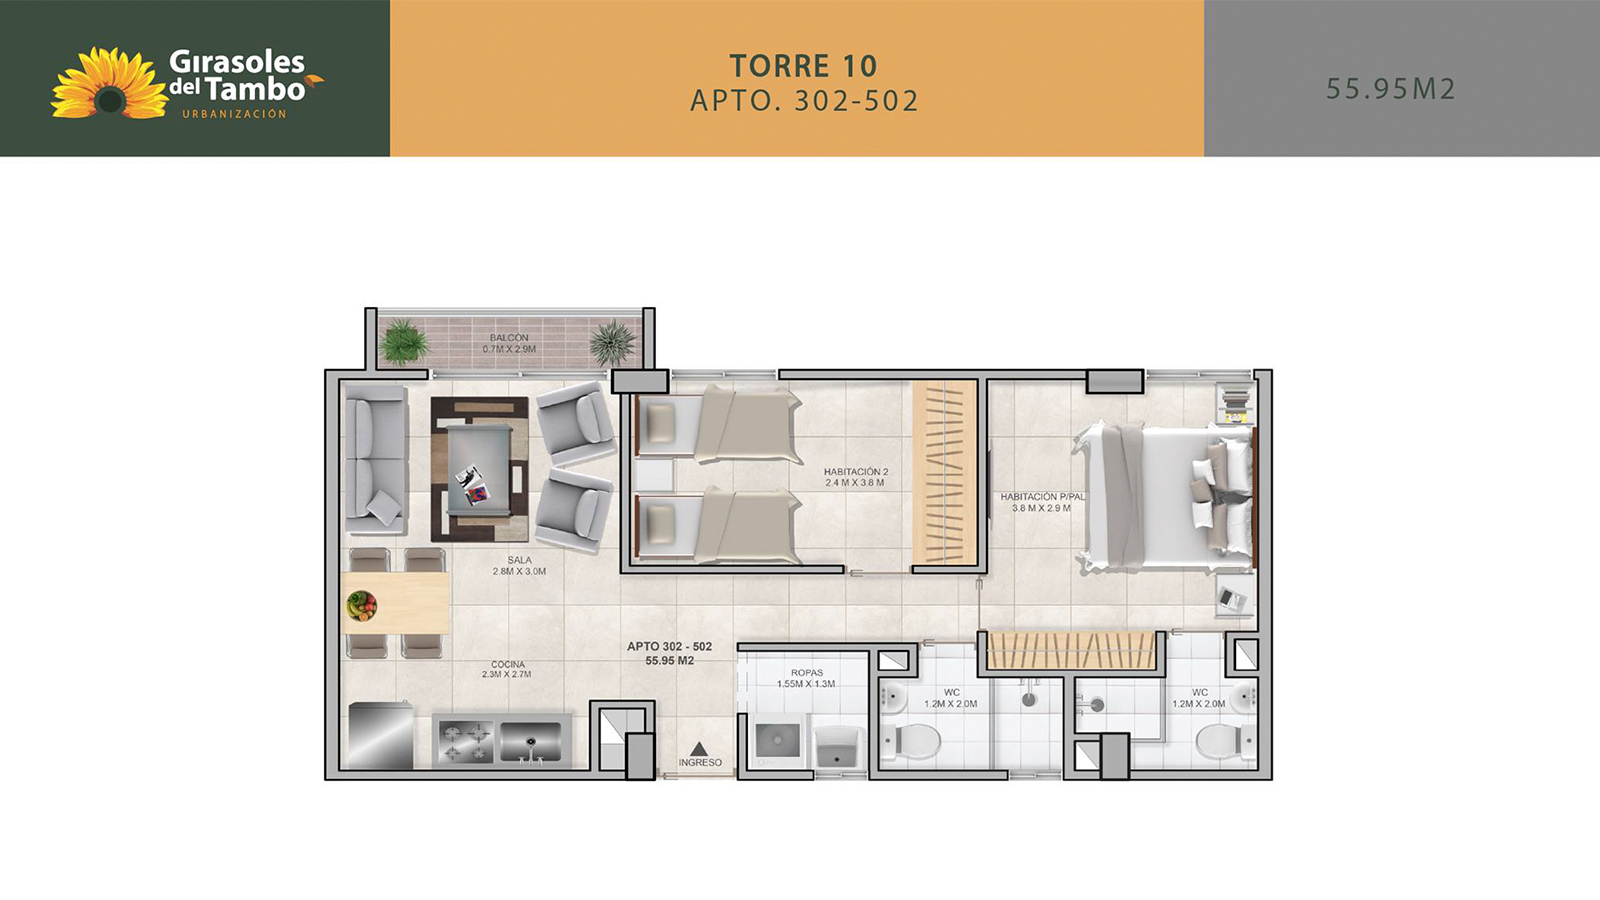 Girasoles
del Tambo
URBANIZACIÓN
TORRE 10
APTO. 302-502
55.95M2
BALCÓN
0.7M X 2.9M
HABITACIÓN 2
2.4 M X 3.8 M
HABITACIÓN P/PAL
3.8 M X 2.9 M
SALA
2.8M X 3.0M
APTO 302 - 502
55.95 M2
COCINA
2.3M X 2.7M
ROPAS
1.55M X 1.3M
WC
1.2M X 2.0M
WC
1.2M X 2.0M
INGRESO